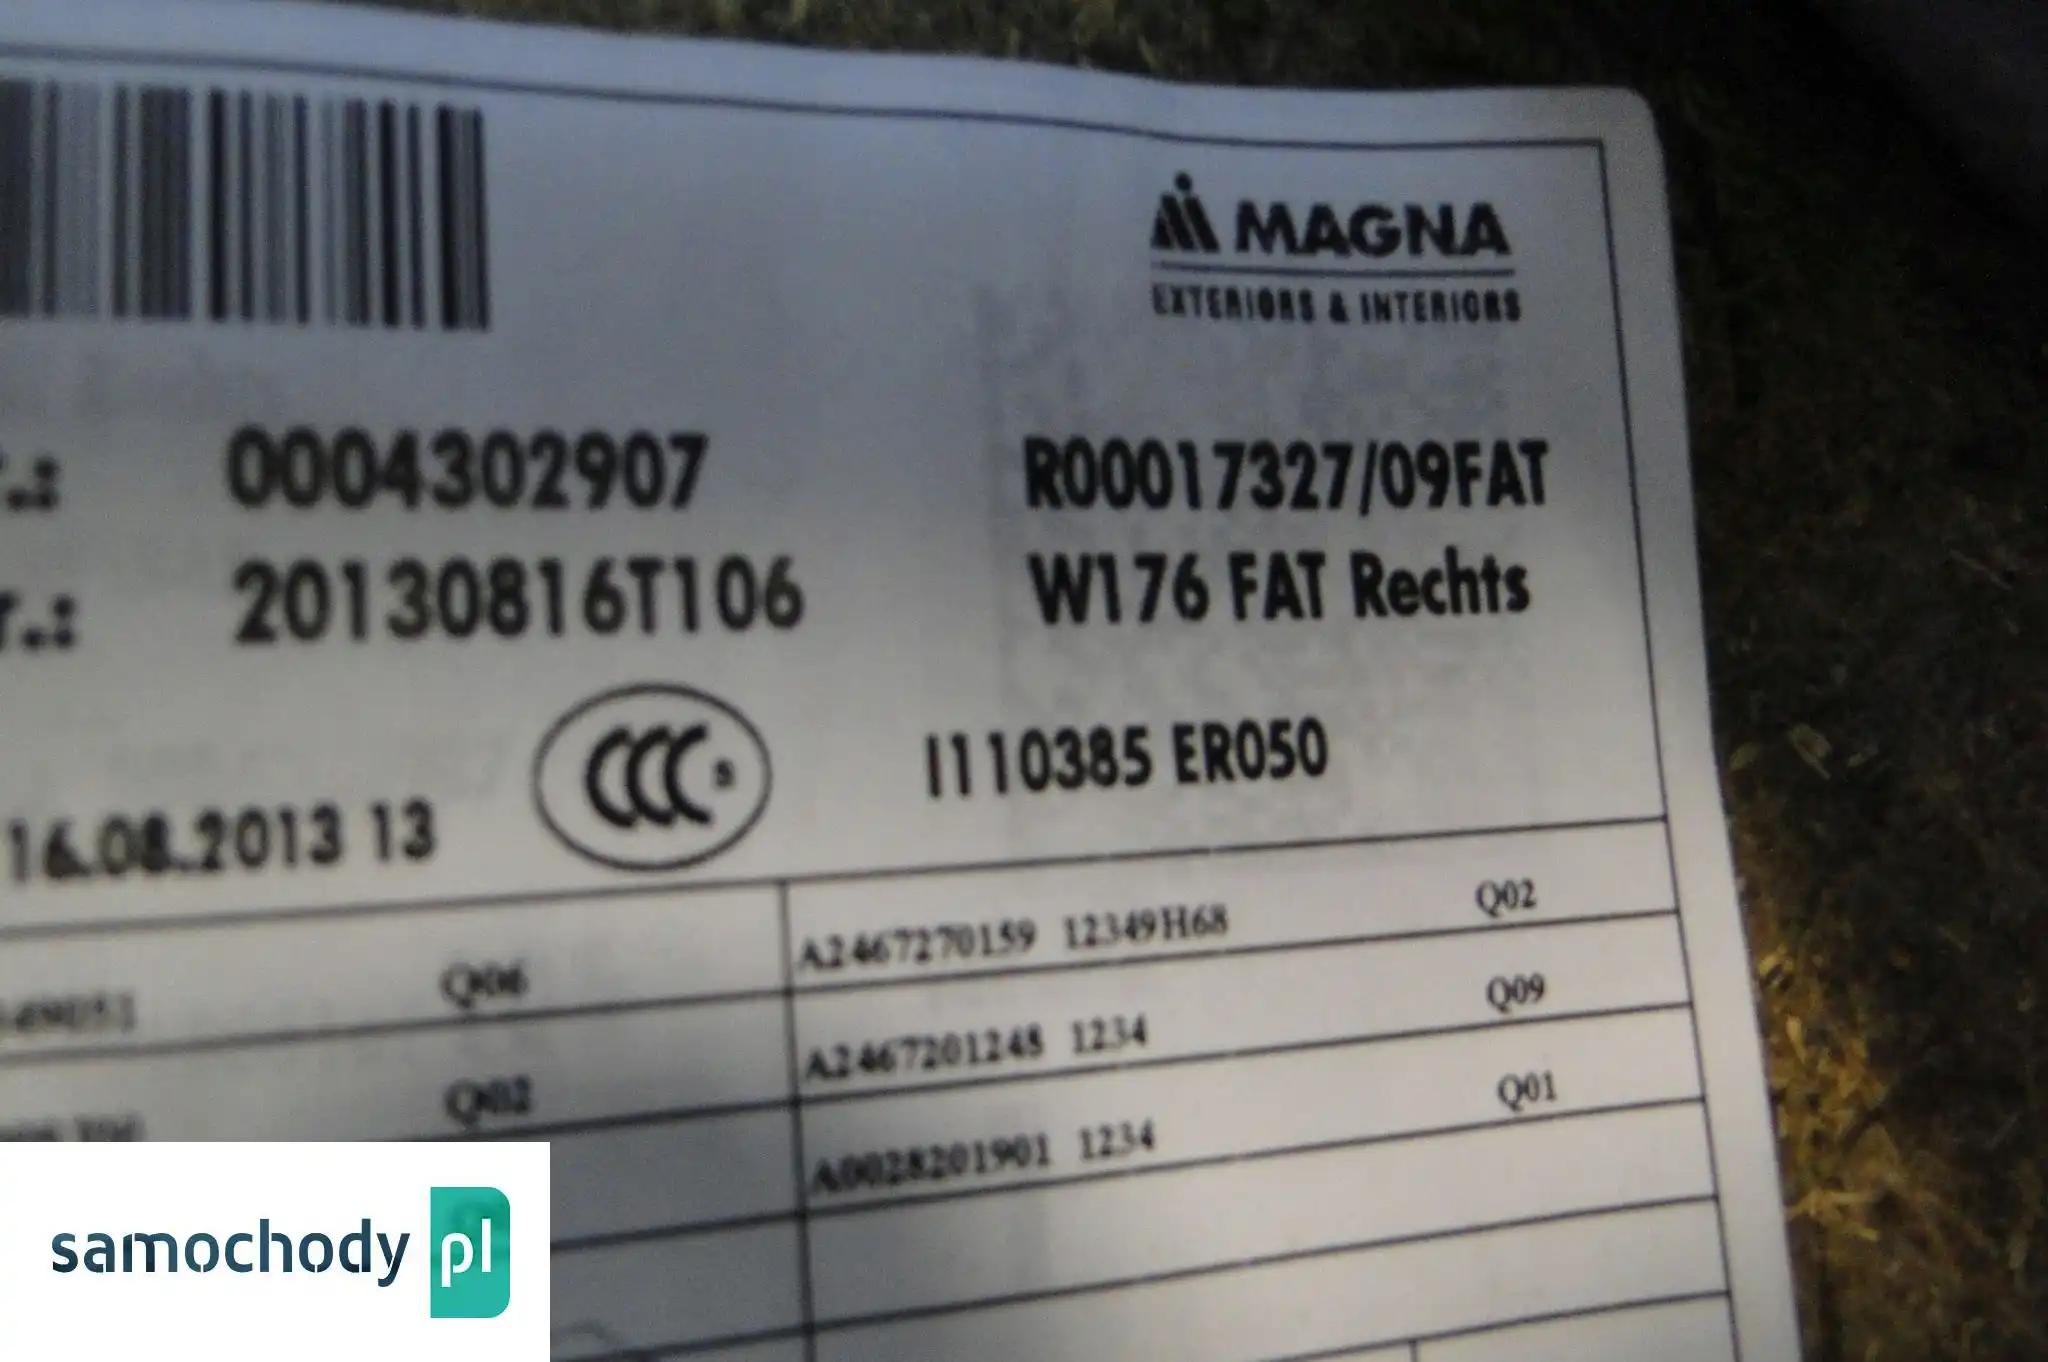 MAGNA
EXTERIORS & INTERIORS
0004302907
R00017327/09FAT
20130816T106
W176 FAT Rechts
16.08.2013 13
CCC S
I110385 ER050
A2467270159 12349H68 Q02
Q06
A2467201248 1234 Q09
Q02
A0028201901 1234 Q01
samochody pl